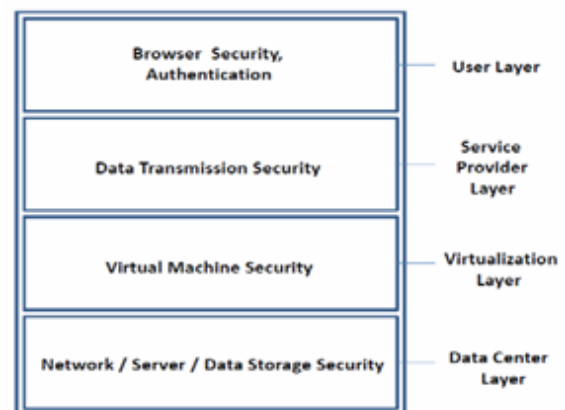 Browser Security,
Authentication
User Layer
Data Transmission Security
Service
Provider
Layer
Virtual Machine Security
Virtualization
Layer
Network / Server / Data Storage Security
Data Center
Layer